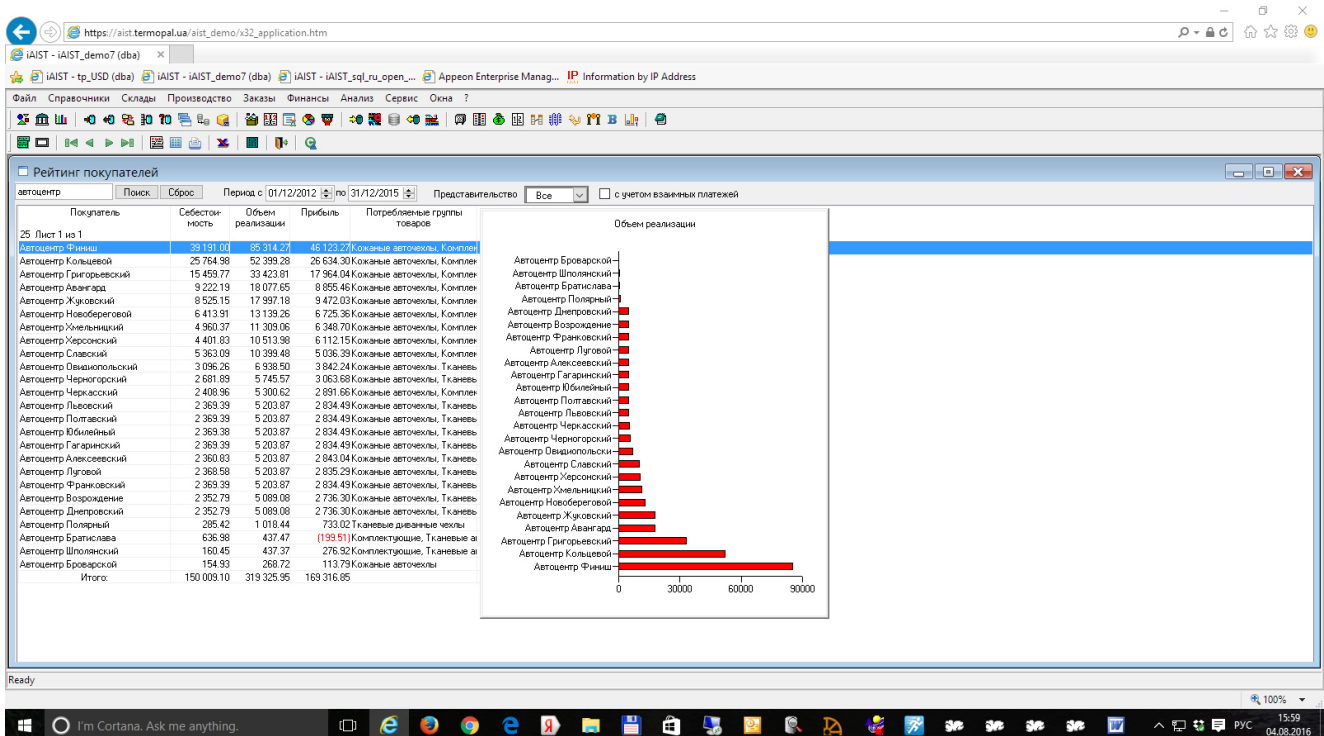 https://aist.termopal.ua/aist_demo/x32_application.htm
iAIST - iAIST_demo7 (dba)
iAIST - tp_USD (dba) iAIST - iAIST_demo7 (dba) iAIST - iAIST_sql_ru_open_... Appeon Enterprise Manag... IP Information by IP Address
Файл Справочники Склады Производство Заказы Финансы Анализ Сервис Окна ?
Рейтинг покупателей
автоцентр Поиск Сброс Период с 01/12/2012 по 31/12/2015 Представительство Все с учетом взаимных платежей
Покупатель Себестои- Объем Прибыль Потребляемые группы
мость реализации товаров
25 Лист 1 из 1
Автоцентр Финиш 39 191.00 85 314.27 46 123.27 Кожаные авточехлы, Комплек
Автоцентр Кольцевой 25 764.98 52 399.28 26 634.30 Кожаные авточехлы, Комплек
Автоцентр Григорьевский 15 459.77 33 423.81 17 964.04 Кожаные авточехлы, Комплек
Автоцентр Авангард 9 222.19 18 077.65 8 855.46 Кожаные авточехлы, Комплек
Автоцентр Жуковский 8 525.15 17 997.18 9 472.03 Кожаные авточехлы, Комплек
Автоцентр Новобереговой 6 413.91 13 139.26 6 725.36 Кожаные авточехлы, Комплек
Автоцентр Хмельницкий 4 960.37 11 309.06 6 348.70 Кожаные авточехлы, Комплек
Автоцентр Херсонский 4 401.83 10 513.98 6 112.15 Кожаные авточехлы, Комплек
Автоцентр Славский 5 363.09 10 399.48 5 036.39 Кожаные авточехлы, Комплек
Автоцентр Овидиопольский 3 096.26 6 938.50 3 842.24 Кожаные авточехлы. Тканевь
Автоцентр Черногорский 2 681.89 5 745.57 3 063.68 Кожаные авточехлы, Тканевь
Автоцентр Черкасский 2 408.96 5 300.62 2 891.66 Кожаные авточехлы, Комплек
Автоцентр Львовский 2 369.39 5 203.87 2 834.49 Кожаные авточехлы, Тканевь
Автоцентр Полтавский 2 369.39 5 203.87 2 834.49 Кожаные авточехлы, Тканевь
Автоцентр Юбилейный 2 369.38 5 203.87 2 834.49 Кожаные авточехлы, Тканевь
Автоцентр Гагаринский 2 369.39 5 203.87 2 834.49 Кожаные авточехлы, Тканевь
Автоцентр Алексеевский 2 360.83 5 203.87 2 843.04 Кожаные авточехлы, Тканевь
Автоцентр Луговой 2 368.58 5 203.87 2 835.29 Кожаные авточехлы, Тканевь
Автоцентр Франковский 2 369.39 5 203.87 2 834.49 Кожаные авточехлы, Тканевь
Автоцентр Возрождение 2 352.79 5 089.08 2 736.30 Кожаные авточехлы, Тканевь
Автоцентр Днепровский 2 352.79 5 089.08 2 736.30 Кожаные авточехлы, Тканевь
Автоцентр Полярный 285.42 1 018.44 733.02 Тканевые диванные чехлы
Автоцентр Братислава 636.98 437.47 (199.51) Комплектующие, Тканевые ав
Автоцентр Шполянский 160.45 437.37 276.92 Комплектующие, Тканевые ав
Автоцентр Броварской 154.93 268.72 113.79 Кожаные авточехлы
Итого: 150 009.10 319 325.95 169 316.85
Объем реализации
Автоцентр Броварской
Автоцентр Шполянский
Автоцентр Братислава
Автоцентр Полярный
Автоцентр Днепровский
Автоцентр Возрождение
Автоцентр Франковский
Автоцентр Луговой
Автоцентр Алексеевский
Автоцентр Гагаринский
Автоцентр Юбилейный
Автоцентр Полтавский
Автоцентр Львовский
Автоцентр Черкасский
Автоцентр Черногорский
Автоцентр Овидиопольски
Автоцентр Славский
Автоцентр Херсонский
Автоцентр Хмельницкий
Автоцентр Новобереговой
Автоцентр Жуковский
Автоцентр Авангард
Автоцентр Григорьевский
Автоцентр Кольцевой
Автоцентр Финиш
0 30000 60000 90000
Ready
100%
I'm Cortana. Ask me anything.
РУС 15:59
04.08.2016